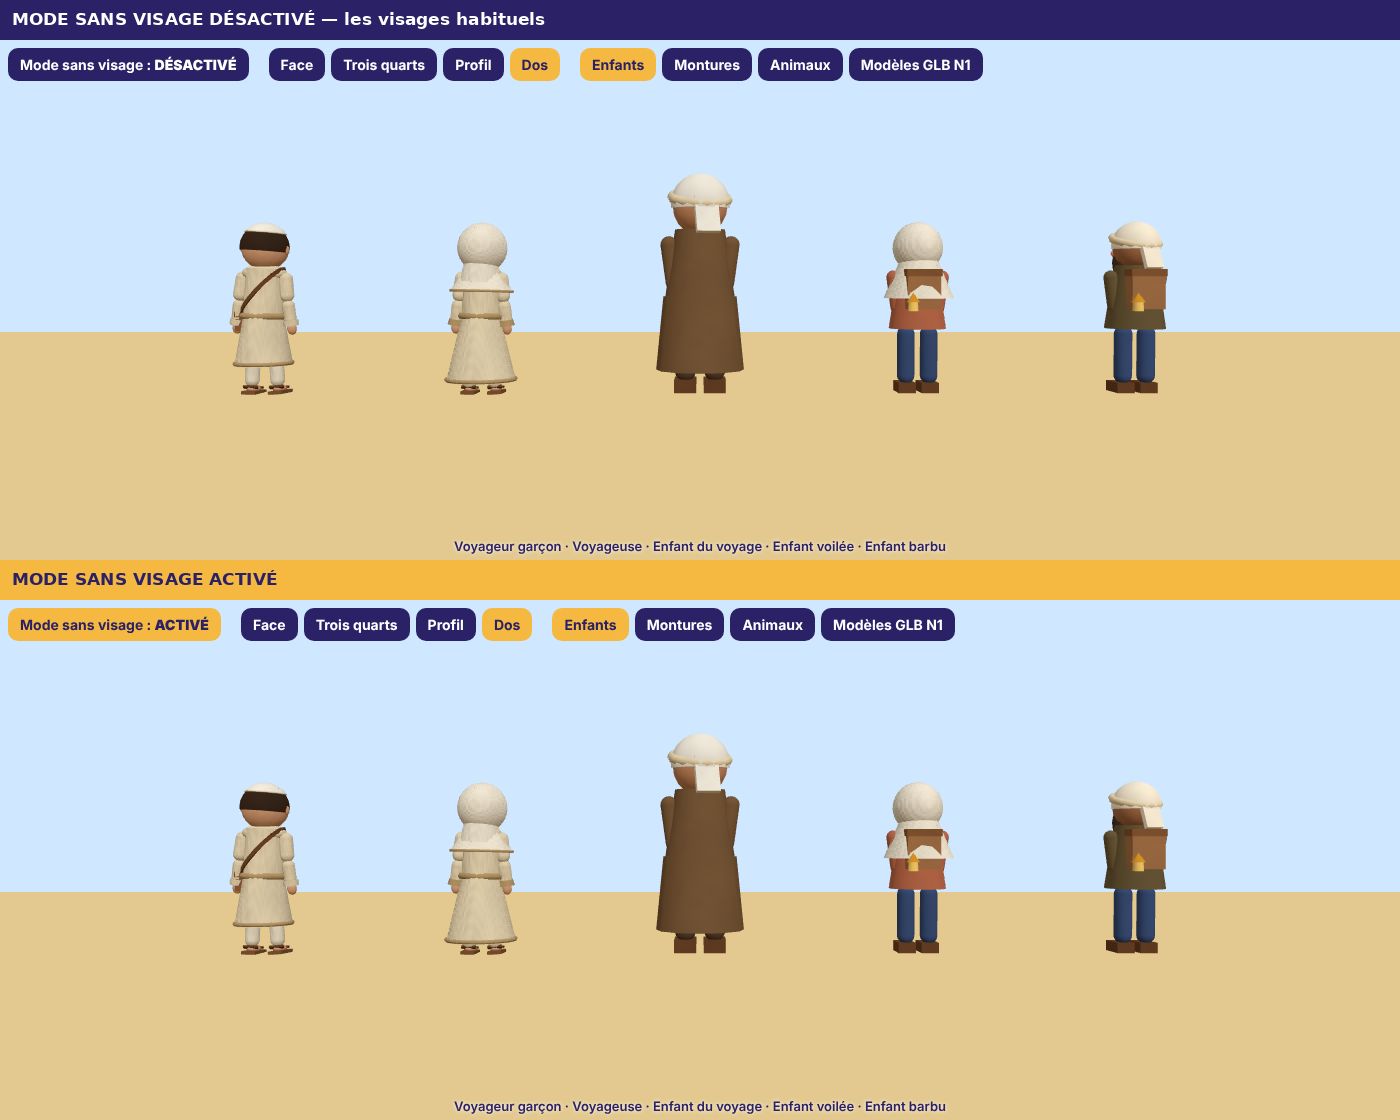 MODE SANS VISAGE DÉSACTIVÉ — les visages habituels
Mode sans visage : DÉSACTIVÉ Face Trois quarts Profil Dos Enfants Montures Animaux Modèles GLB N1
Voyageur garçon · Voyageuse · Enfant du voyage · Enfant voilée · Enfant barbu
MODE SANS VISAGE ACTIVÉ
Mode sans visage : ACTIVÉ Face Trois quarts Profil Dos Enfants Montures Animaux Modèles GLB N1
Voyageur garçon · Voyageuse · Enfant du voyage · Enfant voilée · Enfant barbu